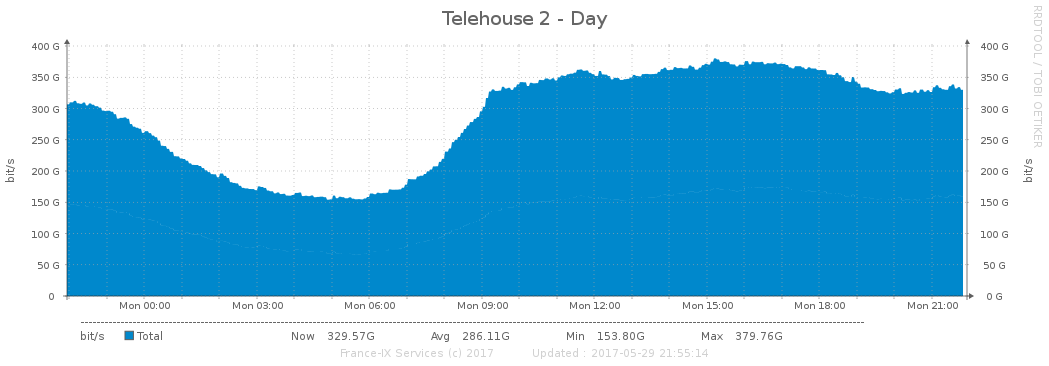 Telehouse 2 - Day
RRDTOOL / TOBI OETIKER
400 G 400 G
350 G 350 G
300 G 300 G
250 G 250 G
200 G 200 G
150 G 150 G
100 G 100 G
50 G 50 G
0 0 G
bit/s bit/s
Mon 00:00 Mon 03:00 Mon 06:00 Mon 09:00 Mon 12:00 Mon 15:00 Mon 18:00 Mon 21:00
bit/s Total Now 329.57G Avg 286.11G Min 153.80G Max 379.76G
France-IX Services (c) 2017 Updated : 2017-05-29 21:55:14